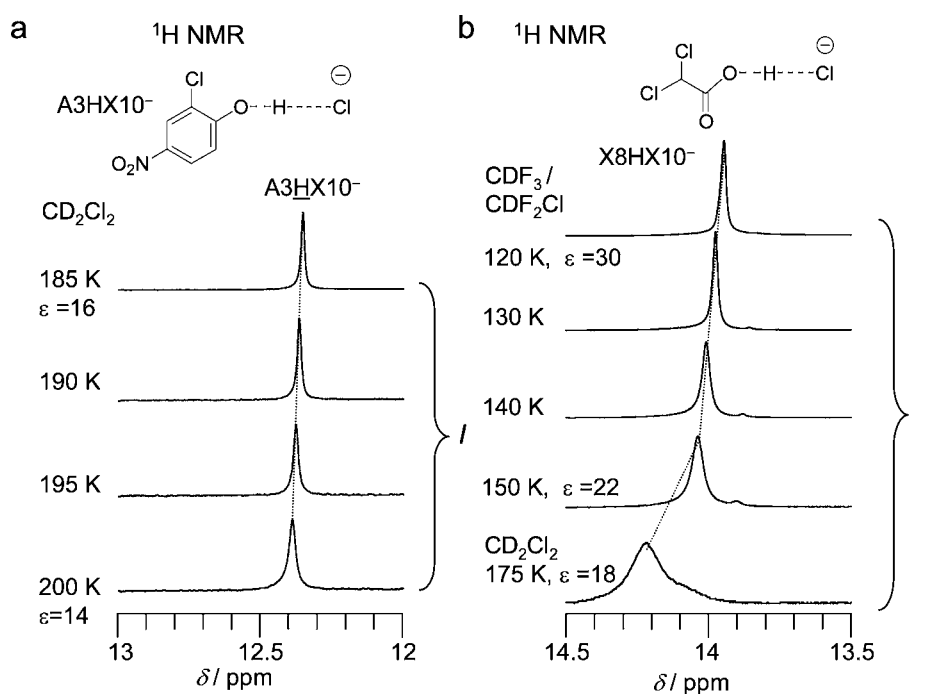 a
¹H NMR
A3HX10⁻
Cl
O H Cl
⊖
O₂N
A3HX10⁻
CD₂Cl₂
185 K
ε =16
190 K
195 K
200 K
ε=14
I
13 12.5 12
δ / ppm
b
¹H NMR
⊖
Cl
O H Cl
Cl
O
X8HX10⁻
CDF₃ /
CDF₂Cl
120 K, ε =30
130 K
140 K
150 K, ε =22
CD₂Cl₂
175 K, ε =18
14.5 14 13.5
δ / ppm